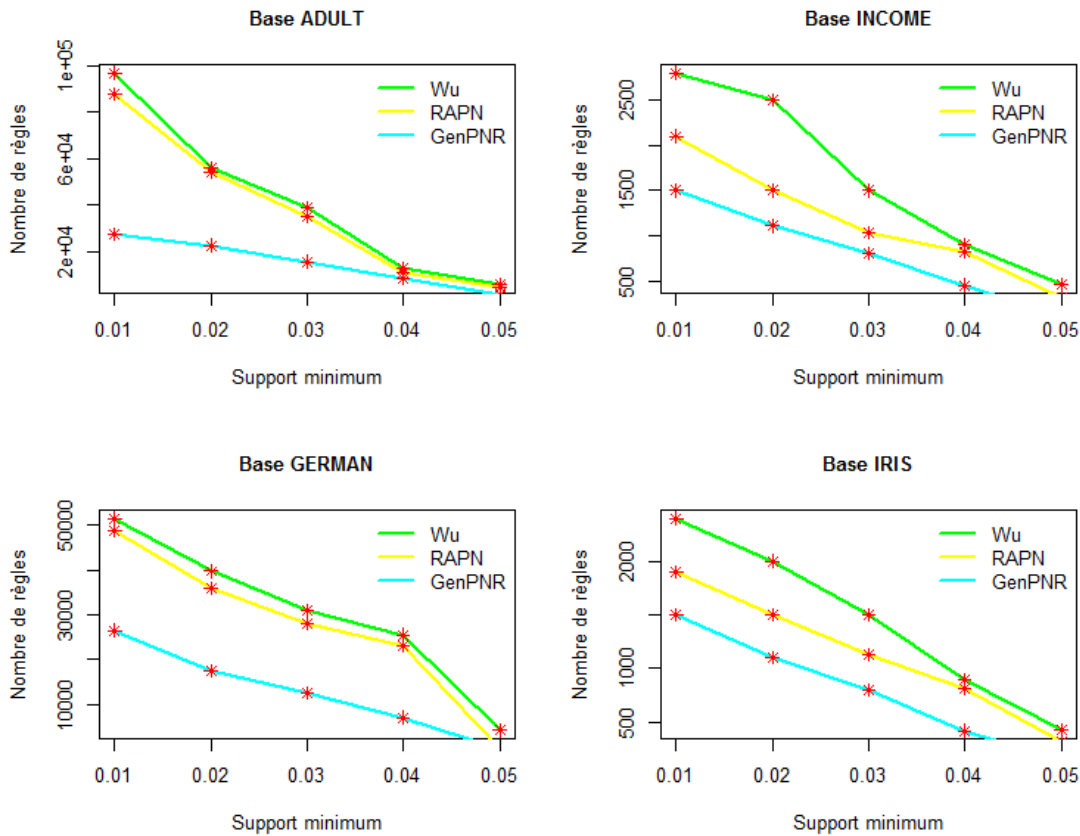 Base ADULT
Nombre de règles
1e+05
6e+04
2e+04
Wu
RAPN
GenPNR
0.01 0.02 0.03 0.04 0.05
Support minimum
Base INCOME
Nombre de règles
2500
1500
500
Wu
RAPN
GenPNR
0.01 0.02 0.03 0.04 0.05
Support minimum
Base GERMAN
Nombre de règles
50000
30000
10000
Wu
RAPN
GenPNR
0.01 0.02 0.03 0.04 0.05
Support minimum
Base IRIS
Nombre de règles
2000
1000
500
Wu
RAPN
GenPNR
0.01 0.02 0.03 0.04 0.05
Support minimum